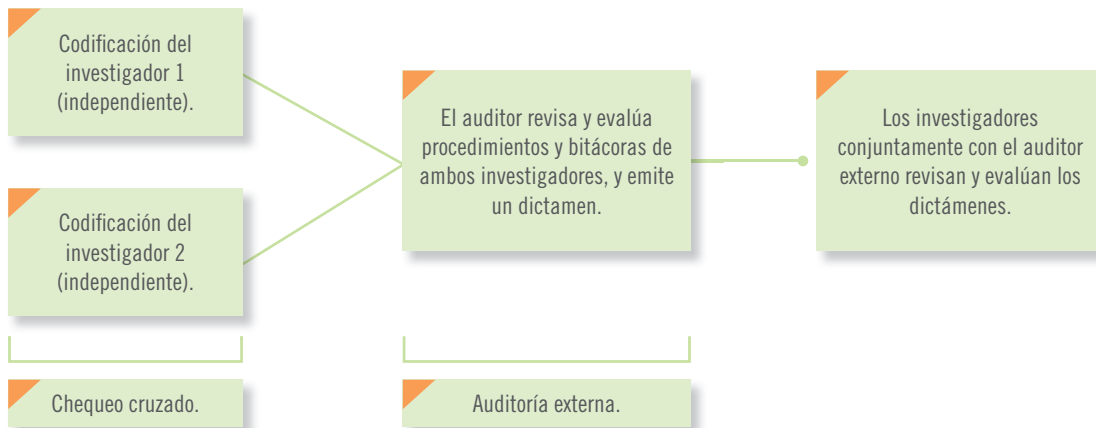 Codificación del
investigador 1
(independiente).
Codificación del
investigador 2
(independiente).
El auditor revisa y evalúa
procedimientos y bitácoras de
ambos investigadores, y emite
un dictamen.
Los investigadores
conjuntamente con el auditor
externo revisan y evalúan los
dictámenes.
Chequeo cruzado.
Auditoría externa.